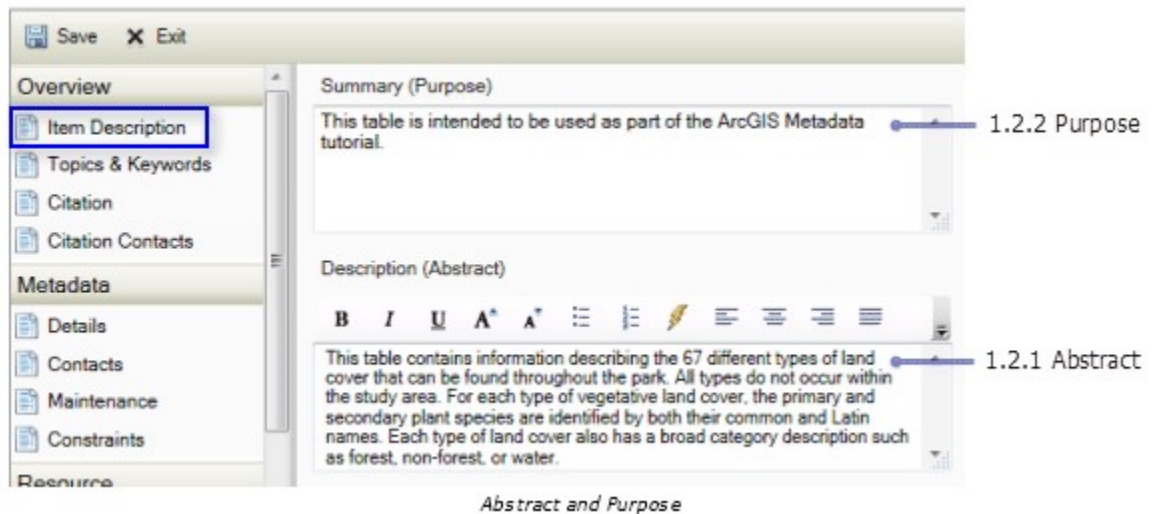 Save Exit
Overview
Item Description
Topics & Keywords
Citation
Citation Contacts
Metadata
Details
Contacts
Maintenance
Constraints
Resource
Summary (Purpose)
This table is intended to be used as part of the ArcGIS Metadata
tutorial.
1.2.2 Purpose
Description (Abstract)
B I U A A
This table contains information describing the 67 different types of land
cover that can be found throughout the park. All types do not occur within
the study area. For each type of vegetative land cover, the primary and
secondary plant species are identified by both their common and Latin
names. Each type of land cover also has a broad category description such
as forest, non-forest, or water.
1.2.1 Abstract
Abstract and Purpose